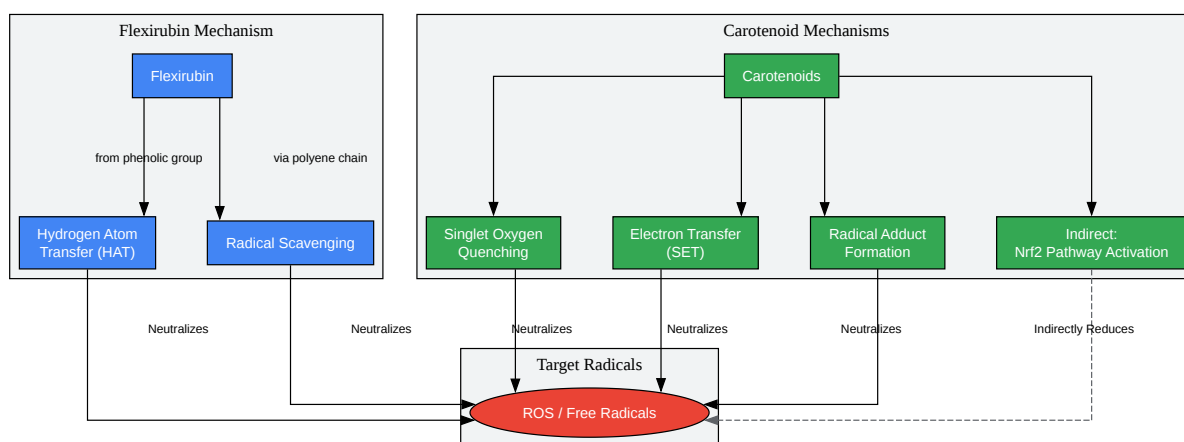 Flexirubin Mechanism
Carotenoid Mechanisms
Flexirubin
Carotenoids
from phenolic group
via polyene chain
Hydrogen Atom
Transfer (HAT)
Radical Scavenging
Singlet Oxygen
Quenching
Electron Transfer
(SET)
Radical Adduct
Formation
Indirect:
Nrf2 Pathway Activation
Neutralizes
Neutralizes
Neutralizes
Neutralizes
Neutralizes
Indirectly Reduces
Target Radicals
ROS / Free Radicals